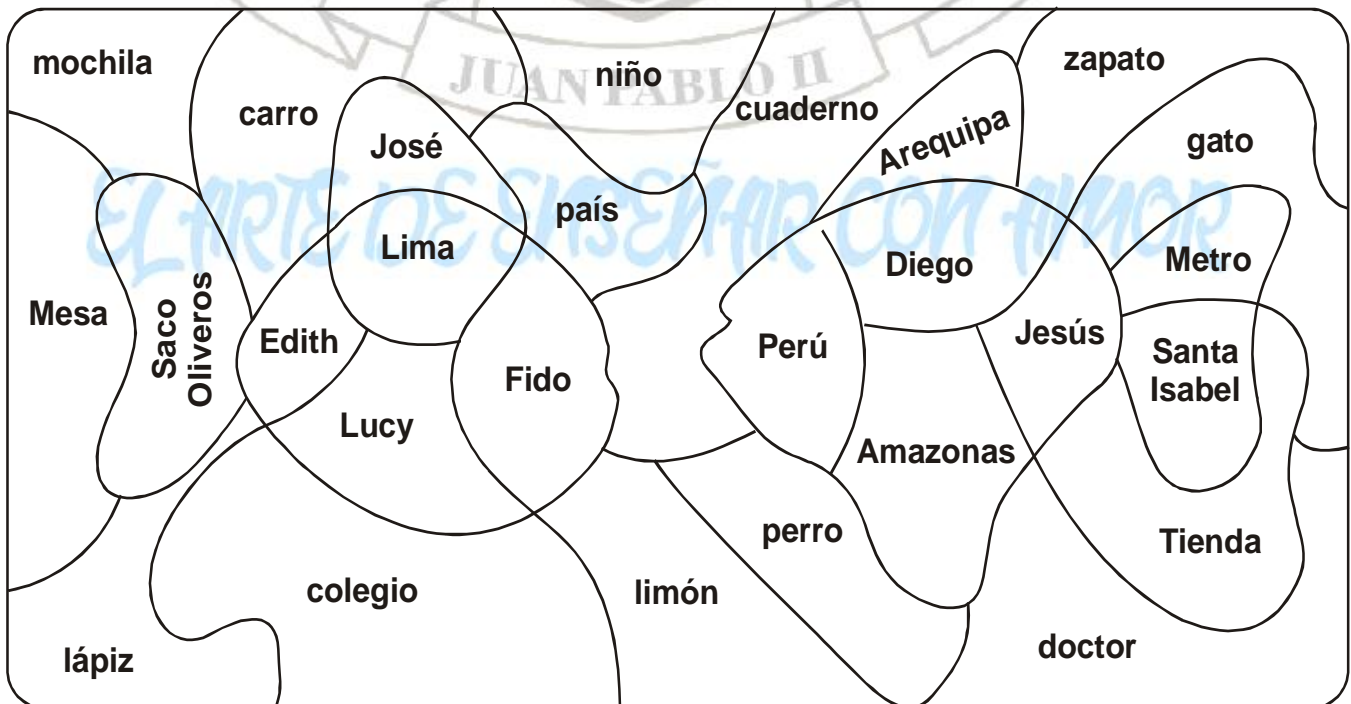 JUAN PABLO II
EL ARTE DE ENSEÑAR CON AMOR
mochila
carro
José
niño
cuaderno
Arequipa
zapato
gato
país
Lima
Diego
Metro
Mesa
Saco
Oliveros
Edith
Fido
Perú
Jesús
Santa
Isabel
Lucy
Amazonas
perro
Tienda
colegio
limón
doctor
lápiz